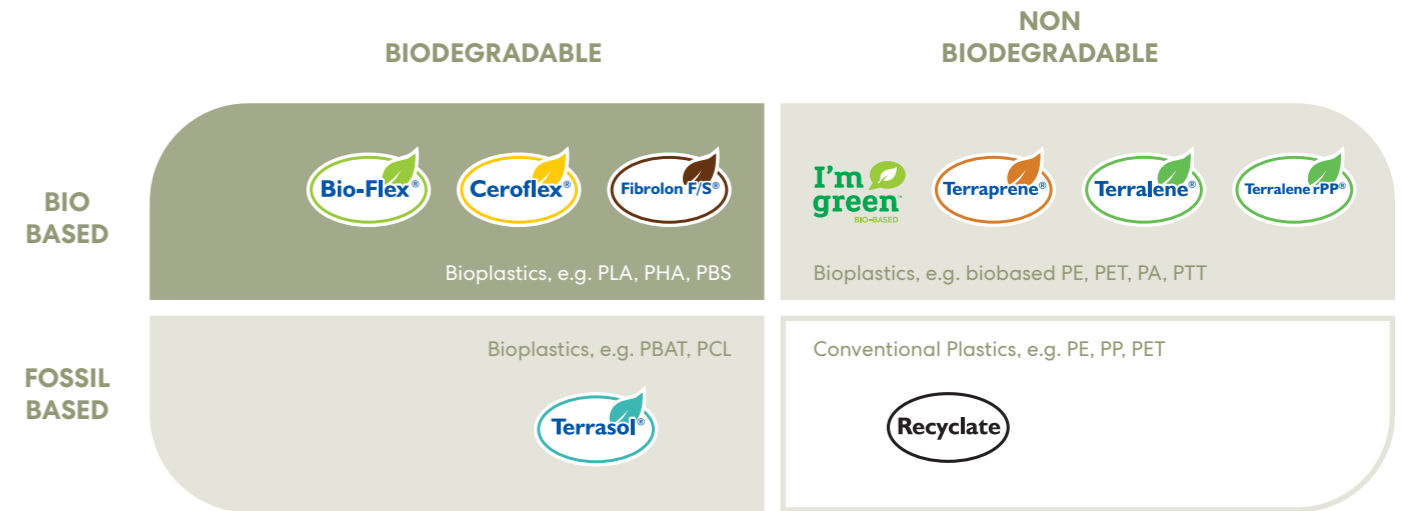 BIODEGRADABLE
NON
BIODEGRADABLE
BIO
BASED
Bio-Flex®
Ceroflex®
Fibrolon F/S®
I'm
green™
BIO-BASED
Terraprene®
Terralene®
Terralene rPP®
Bioplastics, e.g. PLA, PHA, PBS
Bioplastics, e.g. biobased PE, PET, PA, PTT
FOSSIL
BASED
Bioplastics, e.g. PBAT, PCL
Terrasol®
Conventional Plastics, e.g. PE, PP, PET
Recyclate